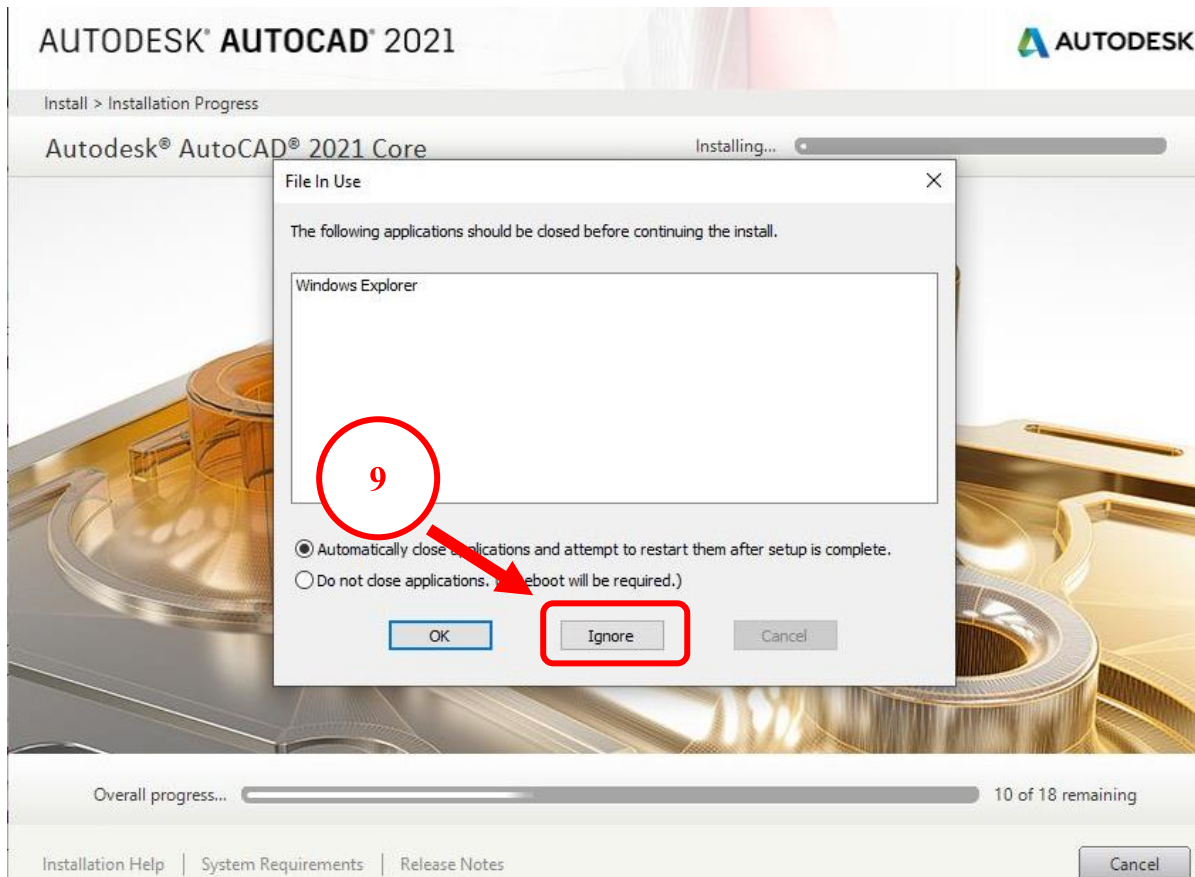 AUTODESK® AUTOCAD® 2021
AUTODESK
Install > Installation Progress
Autodesk® AutoCAD® 2021 Core
Installing...
File In Use
The following applications should be closed before continuing the install.
Windows Explorer
9
Automatically close applications and attempt to restart them after setup is complete.
Do not close applications. eboot will be required.)
OK
Ignore
Cancel
Overall progress...
10 of 18 remaining
Installation Help | System Requirements | Release Notes
Cancel